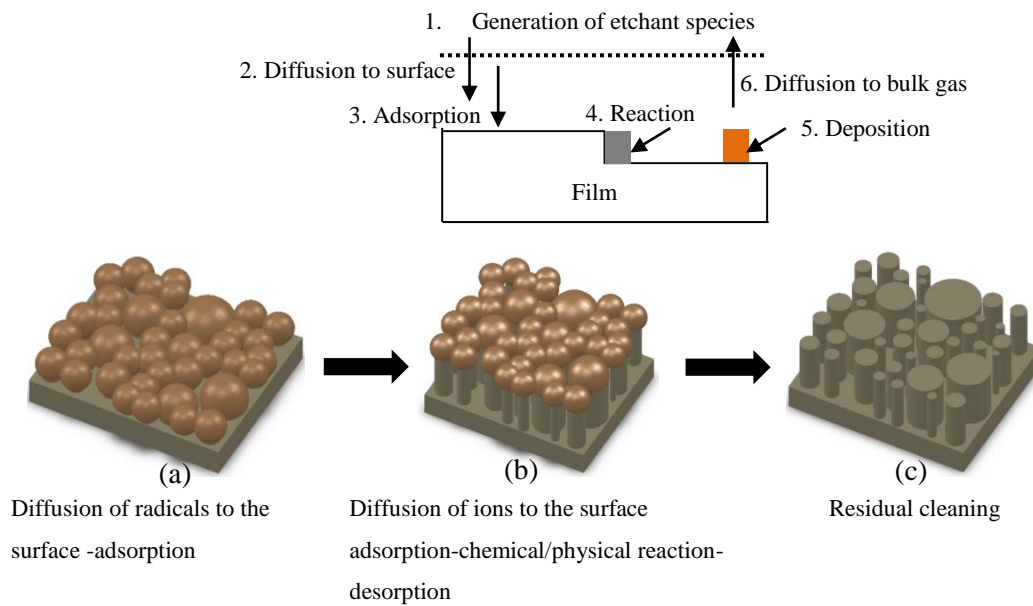 1. Generation of etchant species
2. Diffusion to surface
6. Diffusion to bulk gas
3. Adsorption
4. Reaction
5. Deposition
Film
(a)
(b)
(c)
Diffusion of radicals to the
surface -adsorption
Diffusion of ions to the surface
adsorption-chemical/physical reaction-
desorption
Residual cleaning